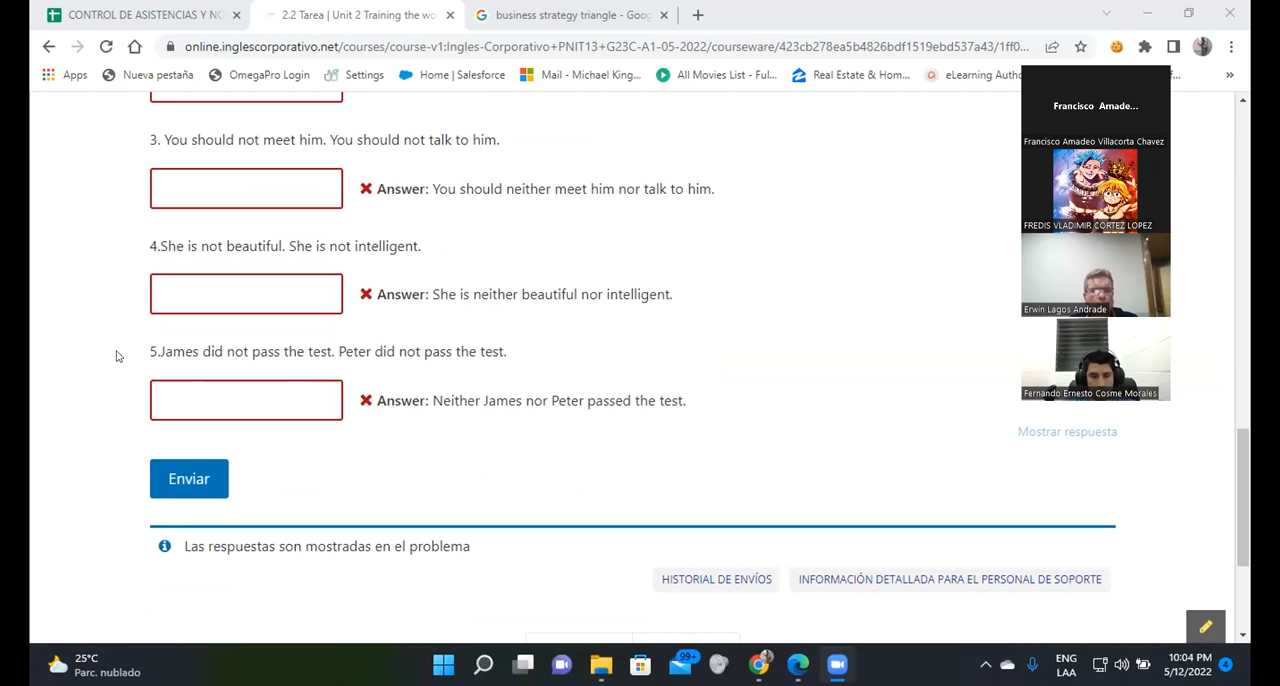 CONTROL DE ASISTENCIAS Y NO
2.2 Tarea | Unit 2 Training the wo
business strategy triangle - Goog
online.inglescorporativo.net/courses/course-v1:Ingles-Corporativo+PNIT13+G23C-A1-05-2022/courseware/423cb278ea5b4826bdf1519ebd537a43/1ff0...
Apps
Nueva pestaña
OmegaPro Login
Settings
Home | Salesforce
Mail - Michael King...
All Movies List - Ful...
Real Estate & Hom...
eLearning Autho
Francisco Amade...
Francisco Amadeo Villacorta Chavez
FREDIS VLADIMIR CORTEZ LOPEZ
Erwin Lagos Andrade
Fernando Ernesto Cosme Morales
3. You should not meet him. You should not talk to him.
Answer: You should neither meet him nor talk to him.
4.She is not beautiful. She is not intelligent.
Answer: She is neither beautiful nor intelligent.
5.James did not pass the test. Peter did not pass the test.
Answer: Neither James nor Peter passed the test.
Mostrar respuesta
Enviar
Las respuestas son mostradas en el problema
HISTORIAL DE ENVÍOS
INFORMACIÓN DETALLADA PARA EL PERSONAL DE SOPORTE
25°C
Parc. nublado
99+
ENG
LAA
10:04 PM
5/12/2022
4